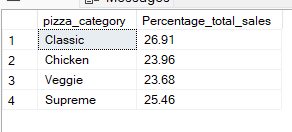 Messages
pizza_category Percentage_total_sales
1 Classic 26.91
2 Chicken 23.96
3 Veggie 23.68
4 Supreme 25.46